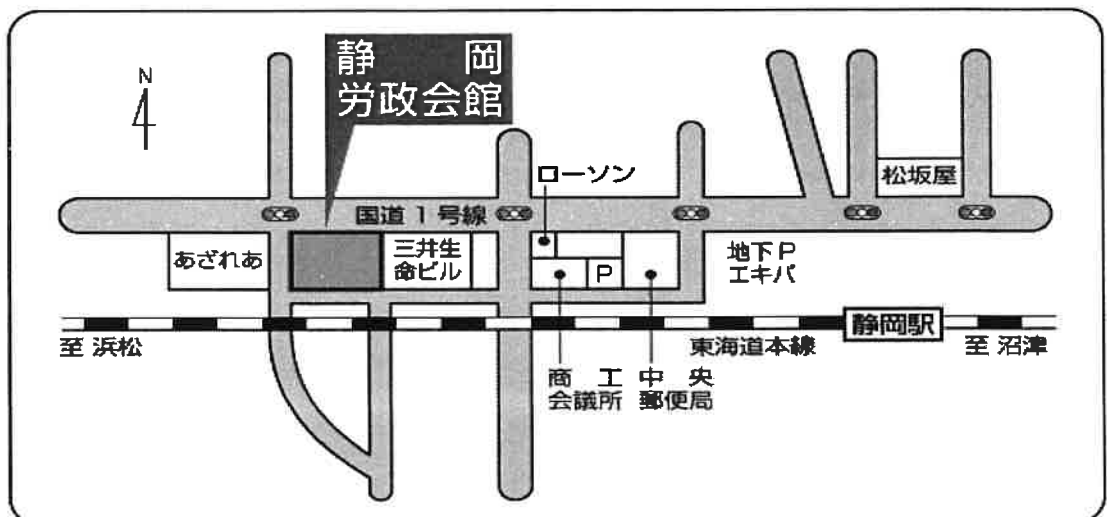 静岡
労政会館
N
ローソン
松坂屋
国道1号線
あざれあ
三井生
命ビル
P
地下P
エキパ
静岡駅
至 浜松
東海道本線
至 沼津
商工
会議所
中央
郵便局